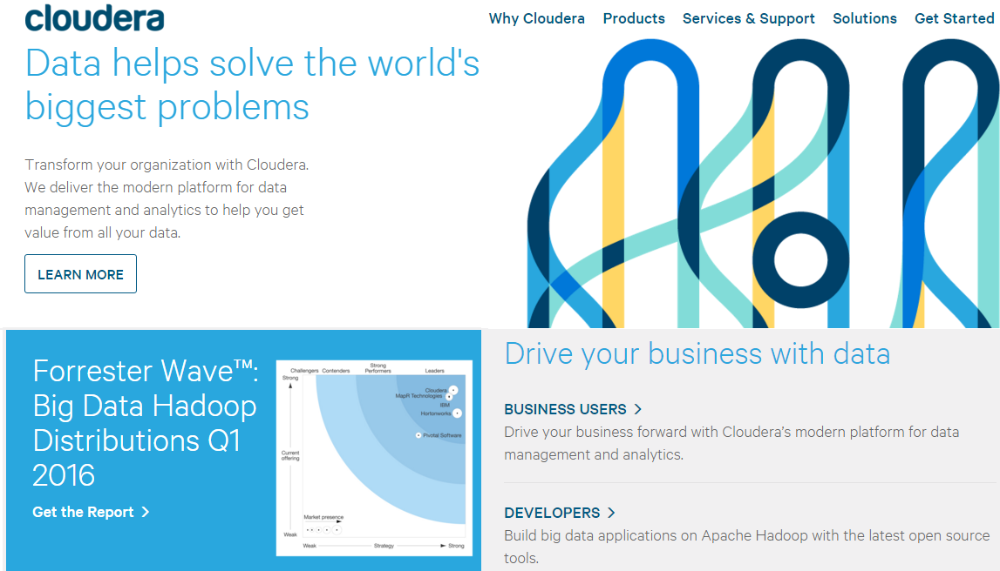 cloudera
Why Cloudera Products Services & Support Solutions Get Started
Data helps solve the world's
biggest problems
Transform your organization with Cloudera.
We deliver the modern platform for data
management and analytics to help you get
value from all your data.
LEARN MORE
Forrester Wave™:
Big Data Hadoop
Distributions Q1
2016
Get the Report >
Challengers Contenders Strong Performers Leaders
Strong
Cloudera
MapR Technologies
IBM
Hortonworks
Pivotal Software
Current
offering
Market presence
Weak
Weak Strategy Strong
Drive your business with data
BUSINESS USERS >
Drive your business forward with Cloudera’s modern platform for data
management and analytics.
DEVELOPERS >
Build big data applications on Apache Hadoop with the latest open source
tools.